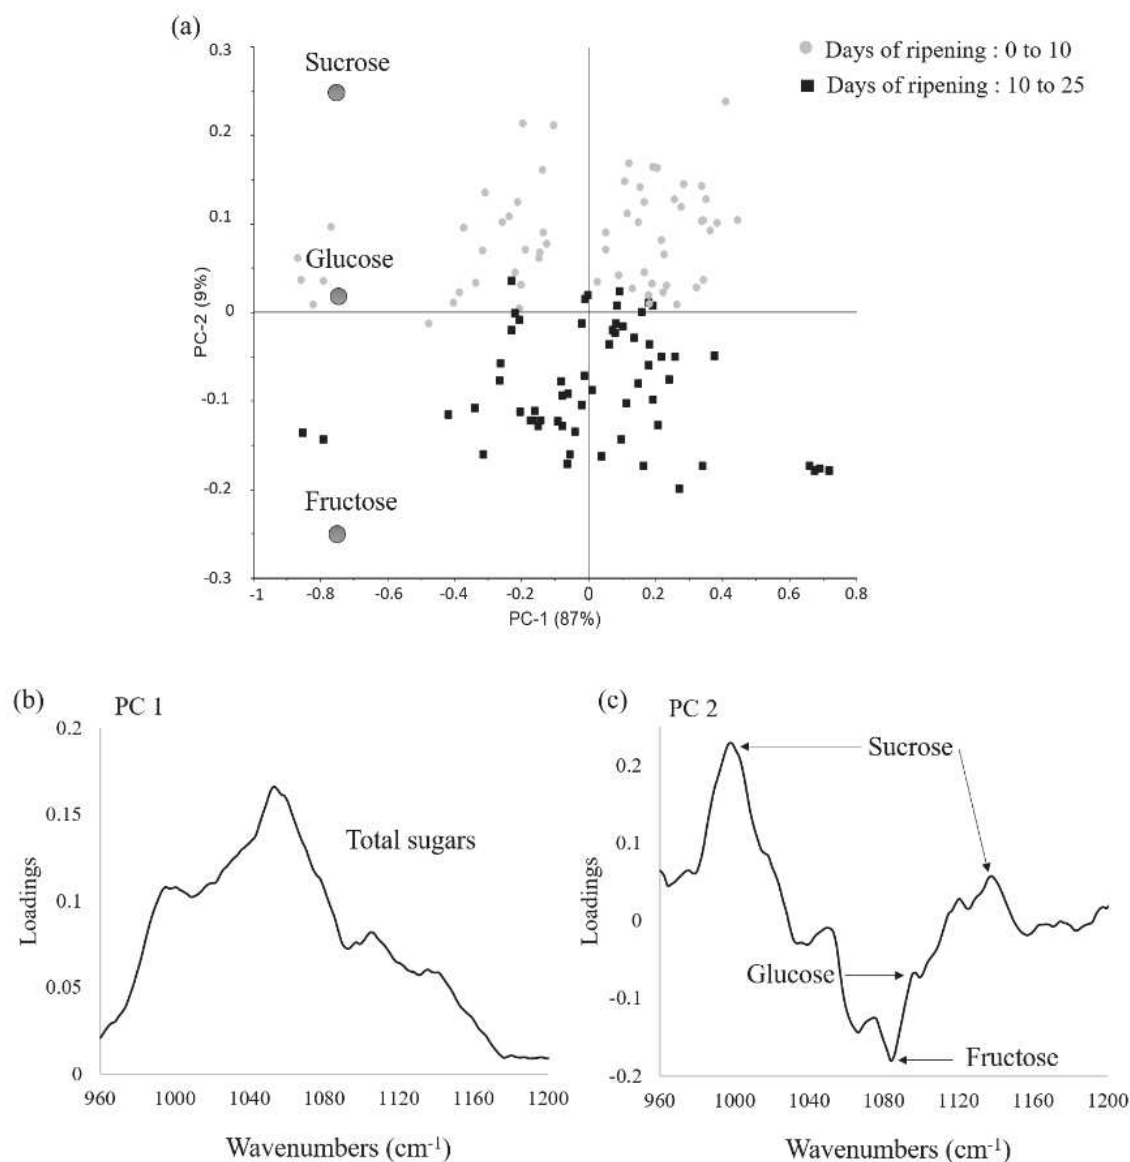 (a)
Days of ripening : 0 to 10
Days of ripening : 10 to 25
Sucrose
Glucose
Fructose
PC-2 (9%)
0.3
0.2
0.1
0
-0.1
-0.2
-0.3
-1 -0.8 -0.6 -0.4 -0.2 0 0.2 0.4 0.6 0.8
PC-1 (87%)
(b) PC 1
Loadings
0.2
0.15
0.1
0.05
0
Total sugars
960 1000 1040 1080 1120 1160 1200
Wavenumbers (cm⁻¹)
(c) PC 2
Loadings
0.2
0.1
0
-0.1
-0.2
Sucrose
Glucose
Fructose
960 1000 1040 1080 1120 1160 1200
Wavenumbers (cm⁻¹)